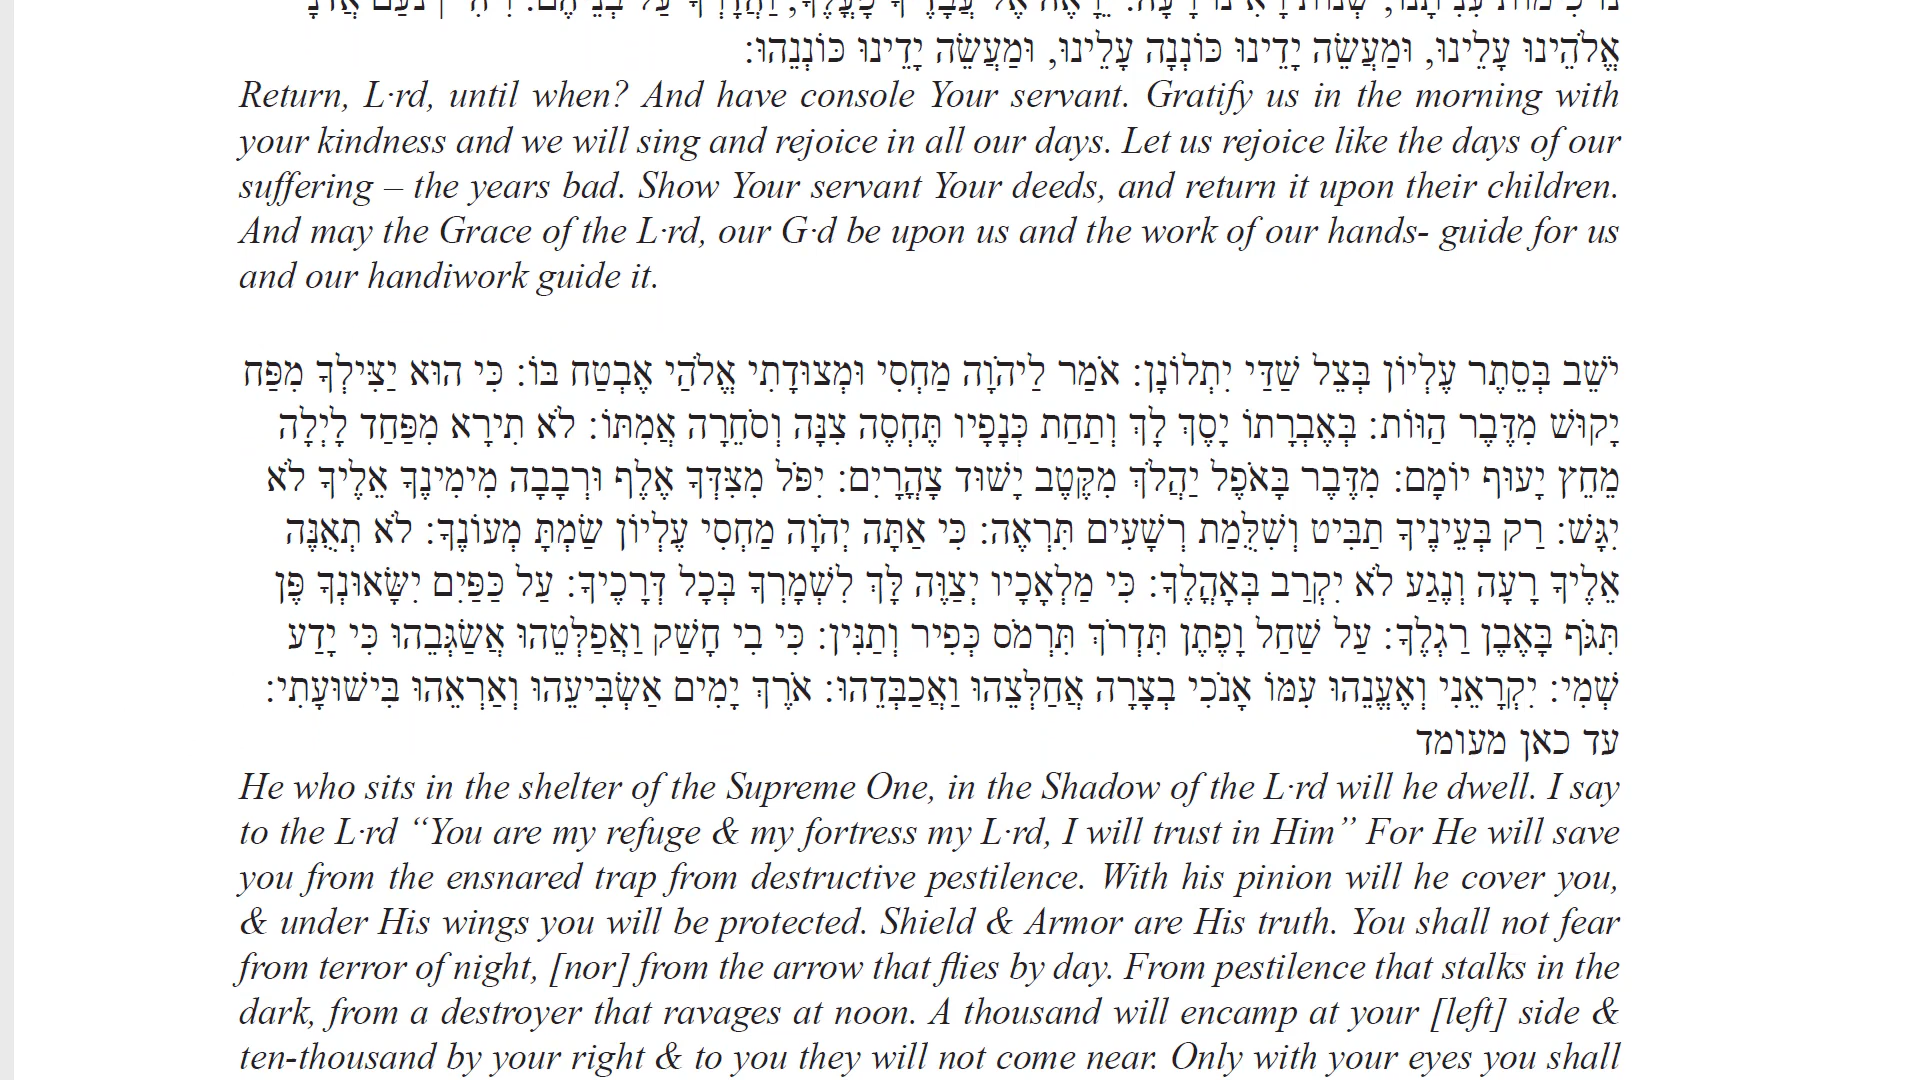 אֱלֹהֵינוּ עָלֵינוּ, וּמַעֲשֵׂה יָדֵינוּ כּוֹנְנָה עָלֵינוּ, וּמַעֲשֵׂה יָדֵינוּ כּוֹנְנֵהוּ:
Return, L·rd, until when? And have console Your servant. Gratify us in the morning with
your kindness and we will sing and rejoice in all our days. Let us rejoice like the days of our
suffering – the years bad. Show Your servant Your deeds, and return it upon their children.
And may the Grace of the L·rd, our G·d be upon us and the work of our hands- guide for us
and our handiwork guide it.
יֹשֵׁב בְּסֵתֶר עֶלְיוֹן בְּצֵל שַׁדַּי יִתְלוֹנָן: אֹמַר לַיהֹוָה מַחְסִי וּמְצוּדָתִי אֱלֹהַי אֶבְטַח בּוֹ: כִּי הוּא יַצִּילְךָ מִפַּח
יָקוּשׁ מִדֶּבֶר הַוּוֹת: בְּאֶבְרָתוֹ יָסֶךְ לָךְ וְתַחַת כְּנָפָיו תֶּחְסֶה צִנָּה וְסֹחֵרָה אֲמִתּוֹ: לֹא תִירָא מִפַּחַד לָיְלָה
מֵחֵץ יָעוּף יוֹמָם: מִדֶּבֶר בָּאֹפֶל יַהֲלֹךְ מִקֶּטֶב יָשׁוּד צָהֳרָיִם: יִפֹּל מִצִּדְּךָ אֶלֶף וּרְבָבָה מִימִינֶךָ אֵלֶיךָ לֹא
יִגָּשׁ: רַק בְּעֵינֶיךָ תַבִּיט וְשִׁלֻּמַת רְשָׁעִים תִּרְאֶה: כִּי אַתָּה יְהֹוָה מַחְסִי עֶלְיוֹן שַׂמְתָּ מְעוֹנֶךָ: לֹא תְאֻנֶּה
אֵלֶיךָ רָעָה וְנֶגַע לֹא יִקְרַב בְּאָהֳלֶךָ: כִּי מַלְאָכָיו יְצַוֶּה לָּךְ לִשְׁמָרְךָ בְּכָל דְּרָכֶיךָ: עַל כַּפַּיִם יִשָּׂאוּנְךָ פֶּן
תִּגֹּף בָּאֶבֶן רַגְלֶךָ: עַל שַׁחַל וָפֶתֶן תִּדְרֹךְ תִּרְמֹס כְּפִיר וְתַנִּין: כִּי בִי חָשַׁק וַאֲפַלְּטֵהוּ אֲשַׂגְּבֵהוּ כִּי יָדַע
שְׁמִי: יִקְרָאֵנִי וְאֶעֱנֵהוּ עִמּוֹ אָנֹכִי בְצָרָה אֲחַלְּצֵהוּ וַאֲכַבְּדֵהוּ: אֹרֶךְ יָמִים אַשְׂבִּיעֵהוּ וְאַרְאֵהוּ בִּישׁוּעָתִי:
עד כאן מעומד
He who sits in the shelter of the Supreme One, in the Shadow of the L·rd will he dwell. I say
to the L·rd “You are my refuge & my fortress my L·rd, I will trust in Him” For He will save
you from the ensnared trap from destructive pestilence. With his pinion will he cover you,
& under His wings you will be protected. Shield & Armor are His truth. You shall not fear
from terror of night, [nor] from the arrow that flies by day. From pestilence that stalks in the
dark, from a destroyer that ravages at noon. A thousand will encamp at your [left] side &
ten-thousand by your right & to you they will not come near. Only with your eyes you shall